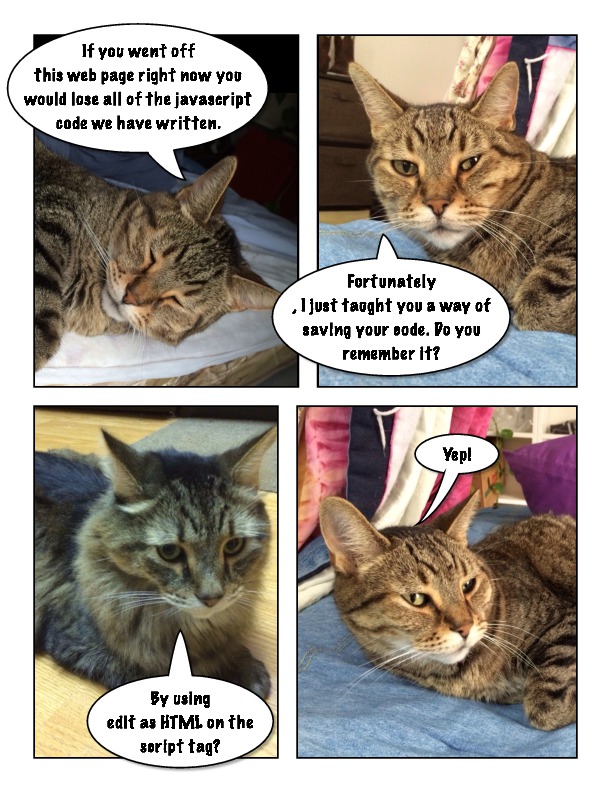 If you went off
this web page right now you
would lose all of the javascript
code we have written.
Fortunately
, I just taught you a way of
saving your code. Do you
remember it?
By using
edit as HTML on the
script tag?
Yep!